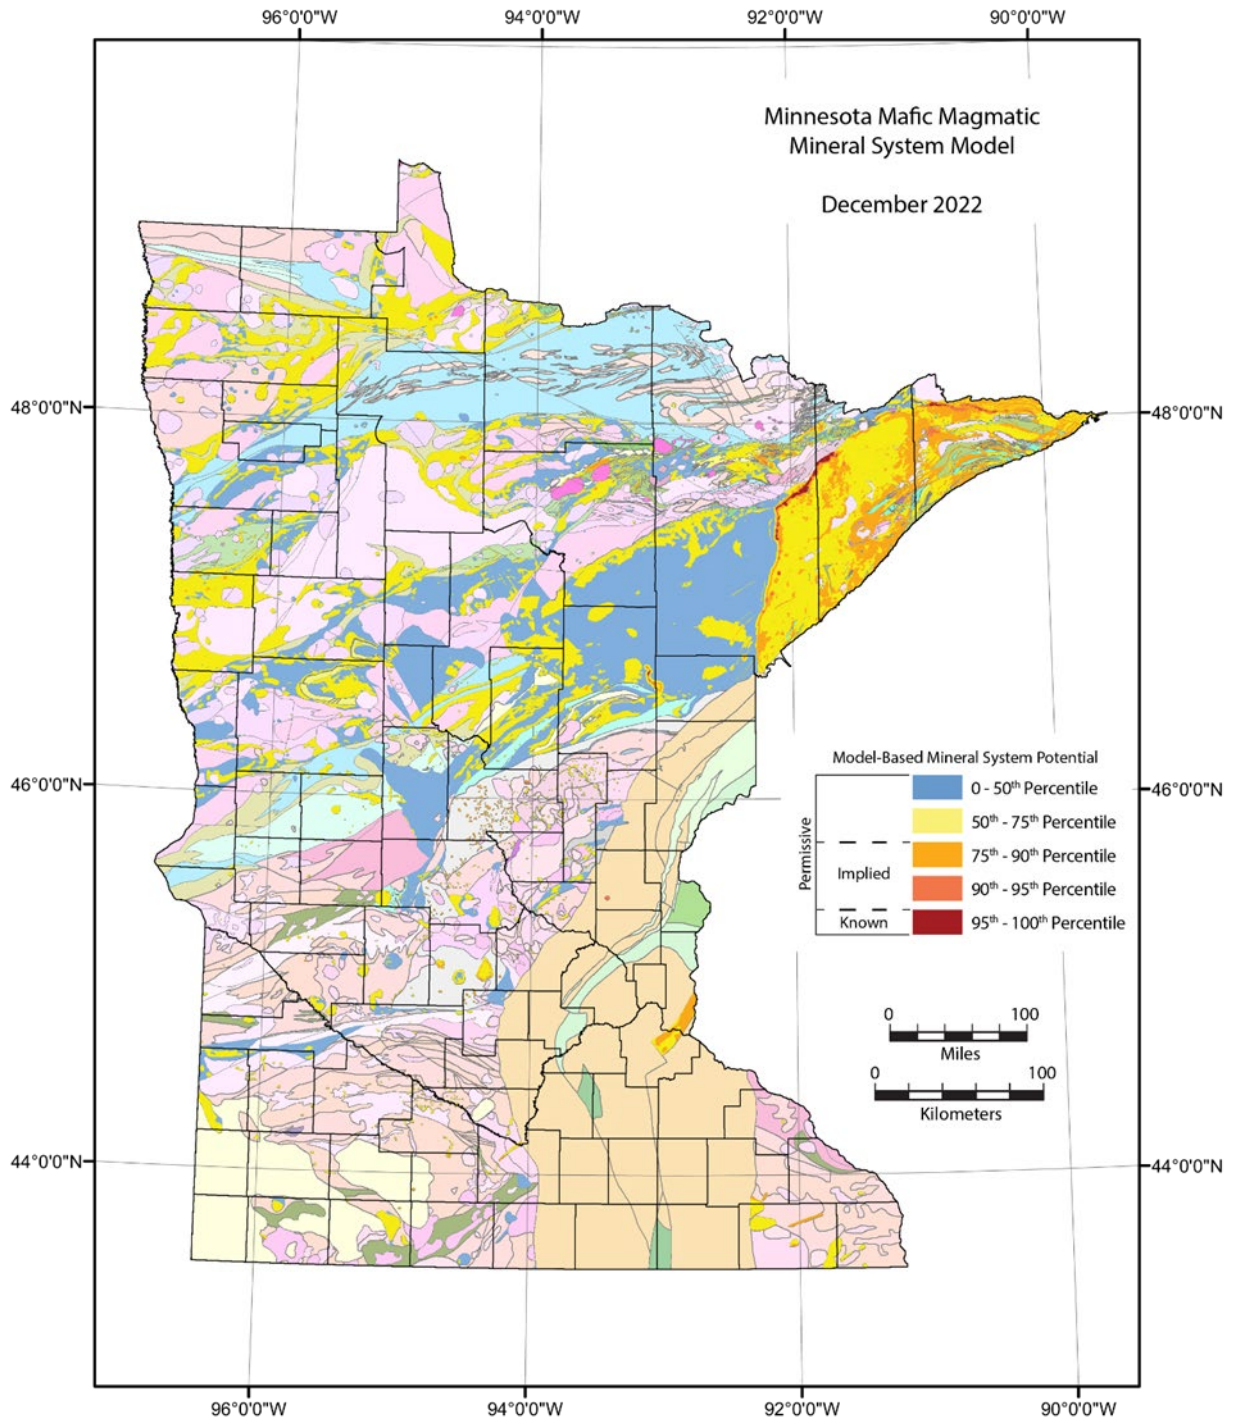 96°0'0"W 94°0'0"W 92°0'0"W 90°0'0"W
Minnesota Mafic Magmatic
Mineral System Model
December 2022
48°0'0"N 48°0'0"N
Model-Based Mineral System Potential
46°0'0"N 46°0'0"N
Permissive
Implied
Known
0 - 50th Percentile
50th - 75th Percentile
75th - 90th Percentile
90th - 95th Percentile
95th - 100th Percentile
0 100
Miles
0 100
Kilometers
44°0'0"N 44°0'0"N
96°0'0"W 94°0'0"W 92°0'0"W 90°0'0"W